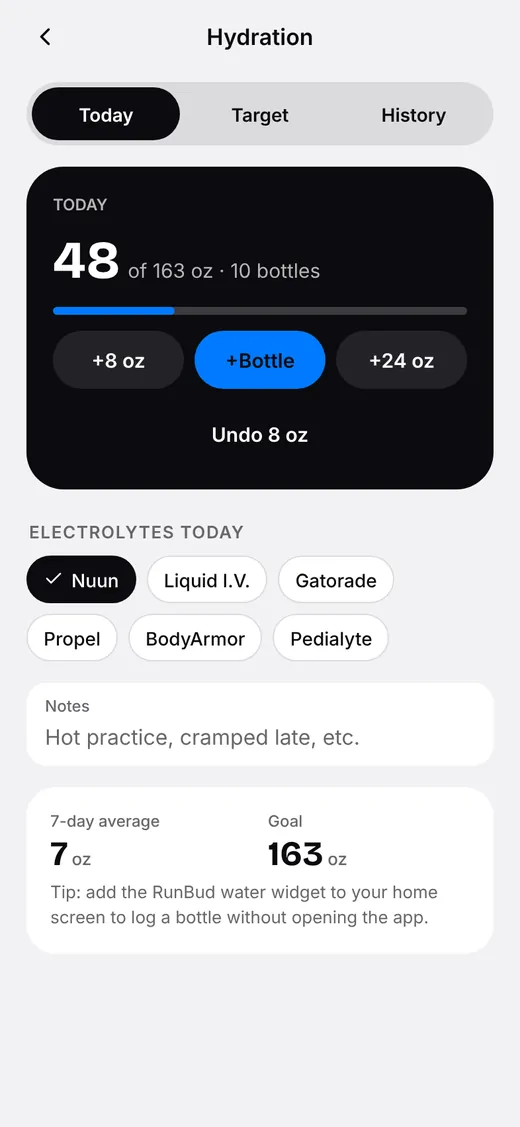 Hydration
Today Target History
TODAY
48 of 163 oz · 10 bottles
+8 oz +Bottle +24 oz
Undo 8 oz
ELECTROLYTES TODAY
Nuun Liquid I.V. Gatorade
Propel BodyArmor Pedialyte
Notes
Hot practice, cramped late, etc.
7-day average Goal
7 oz 163 oz
Tip: add the RunBud water widget to your home
screen to log a bottle without opening the app.